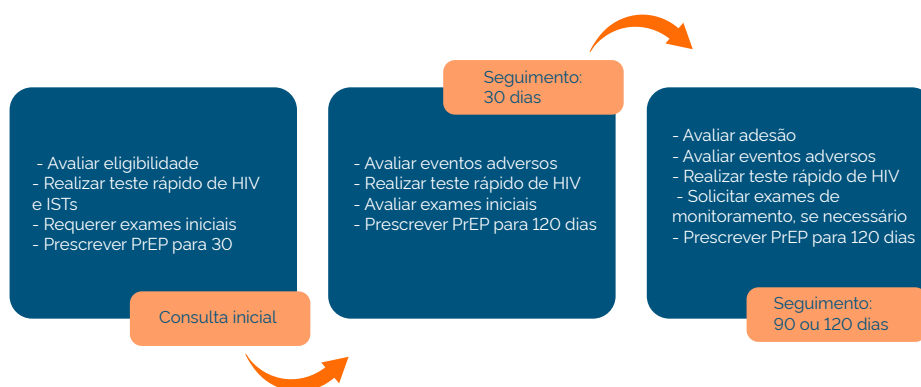 - Avaliar eligibilidade
- Realizar teste rápido de HIV
e ISTs
- Requerer exames iniciais
- Prescrever PrEP para 30
Consulta inicial
Seguimento:
30 dias
- Avaliar eventos adversos
- Realizar teste rápido de HIV
- Avaliar exames iniciais
- Prescrever PrEP para 120 dias
- Avaliar adesão
- Avaliar eventos adversos
- Realizar teste rápido de HIV
- Solicitar exames de
monitoramento, se necessário
- Prescrever PrEP para 120 dias
Seguimento:
90 ou 120 dias